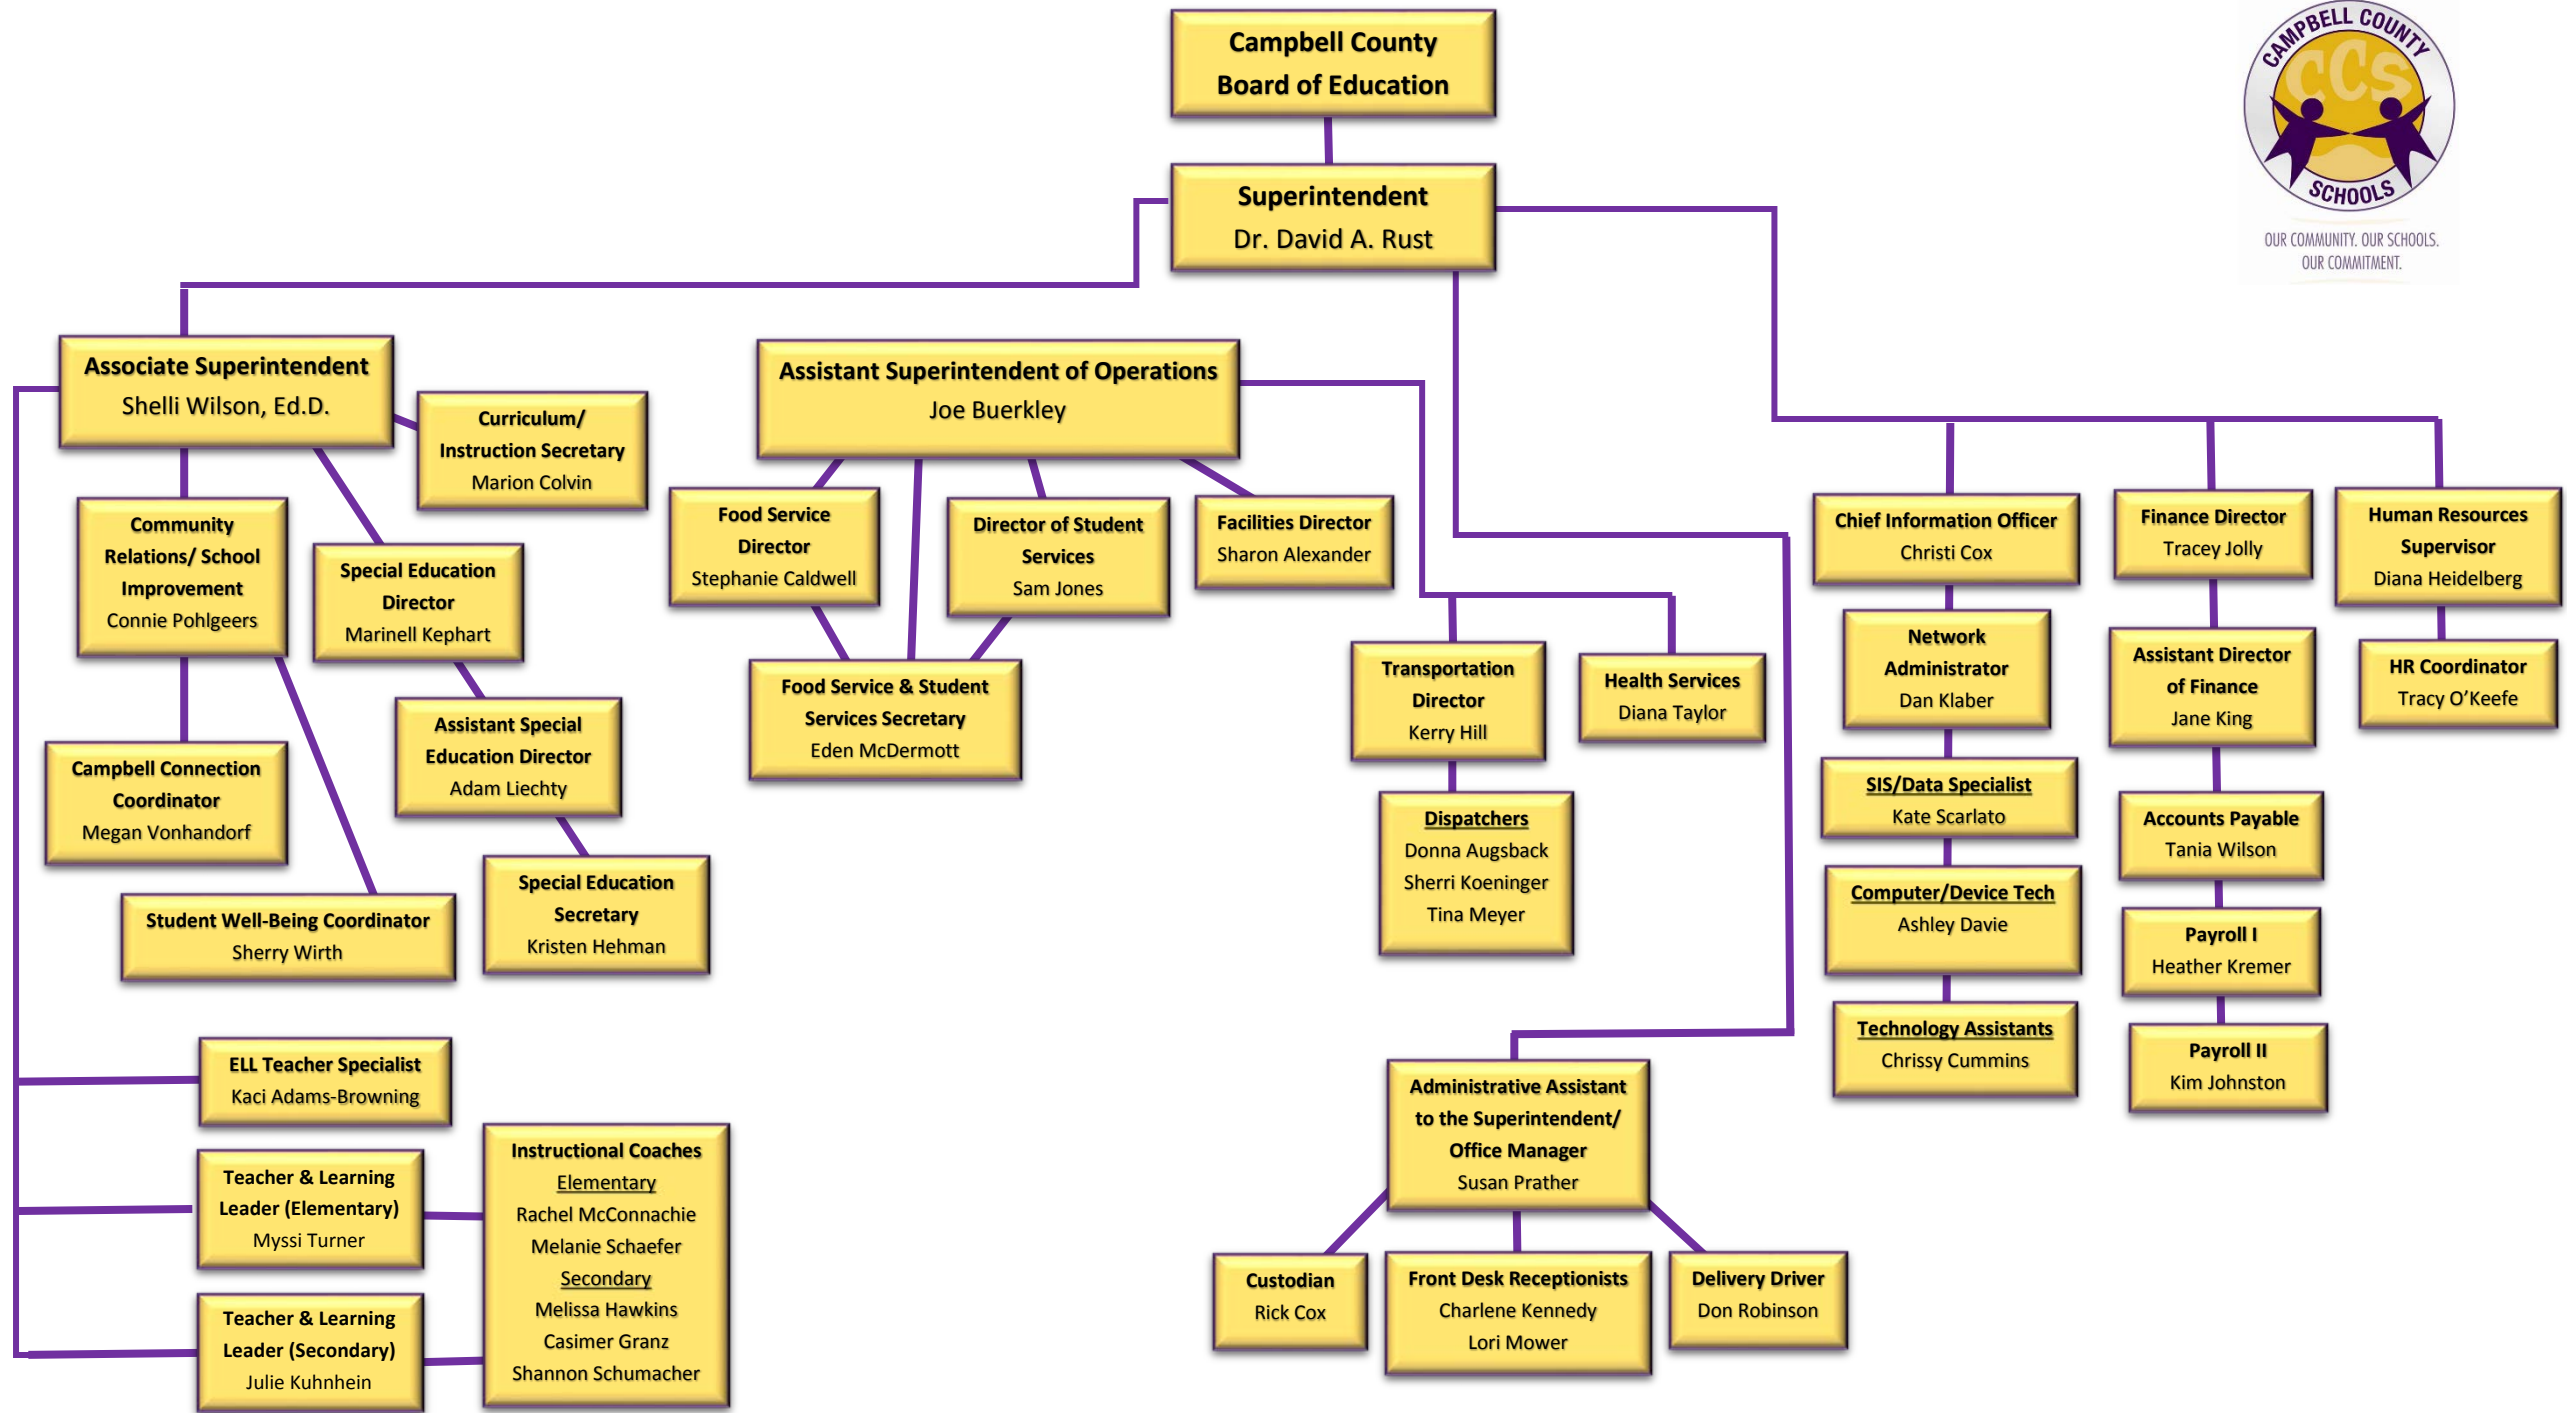 Campbell County
Board of Education
CAMPBELL COUNTY
CCS
SCHOOLS
OUR COMMUNITY. OUR SCHOOLS.
OUR COMMITMENT.
Superintendent
Dr. David A. Rust
Associate Superintendent
Shelli Wilson, Ed.D.
Curriculum/
Instruction Secretary
Marion Colvin
Community
Relations/ School
Improvement
Connie Pohlgeers
Special Education
Director
Marinell Kephart
Assistant Special
Education Director
Adam Liechty
Special Education
Secretary
Kristen Hehman
Campbell Connection
Coordinator
Megan Vonhandorf
Student Well-Being Coordinator
Sherry Wirth
ELL Teacher Specialist
Kaci Adams-Browning
Teacher & Learning
Leader (Elementary)
Myssi Turner
Teacher & Learning
Leader (Secondary)
Julie Kuhnhein
Instructional Coaches
Elementary
Rachel McConnachie
Melanie Schaefer
Secondary
Melissa Hawkins
Casimer Granz
Shannon Schumacher
Assistant Superintendent of Operations
Joe Buerkley
Food Service
Director
Stephanie Caldwell
Director of Student
Services
Sam Jones
Facilities Director
Sharon Alexander
Food Service & Student
Services Secretary
Eden McDermott
Transportation
Director
Kerry Hill
Health Services
Diana Taylor
Dispatchers
Donna Augsback
Sherri Koeninger
Tina Meyer
Administrative Assistant
to the Superintendent/
Office Manager
Susan Prather
Custodian
Rick Cox
Front Desk Receptionists
Charlene Kennedy
Lori Mower
Delivery Driver
Don Robinson
Chief Information Officer
Christi Cox
Network
Administrator
Dan Klaber
SIS/Data Specialist
Kate Scarlato
Computer/Device Tech
Ashley Davie
Technology Assistants
Chrissy Cummins
Finance Director
Tracey Jolly
Assistant Director
of Finance
Jane King
Accounts Payable
Tania Wilson
Payroll I
Heather Kremer
Payroll II
Kim Johnston
Human Resources
Supervisor
Diana Heidelberg
HR Coordinator
Tracy O’Keefe